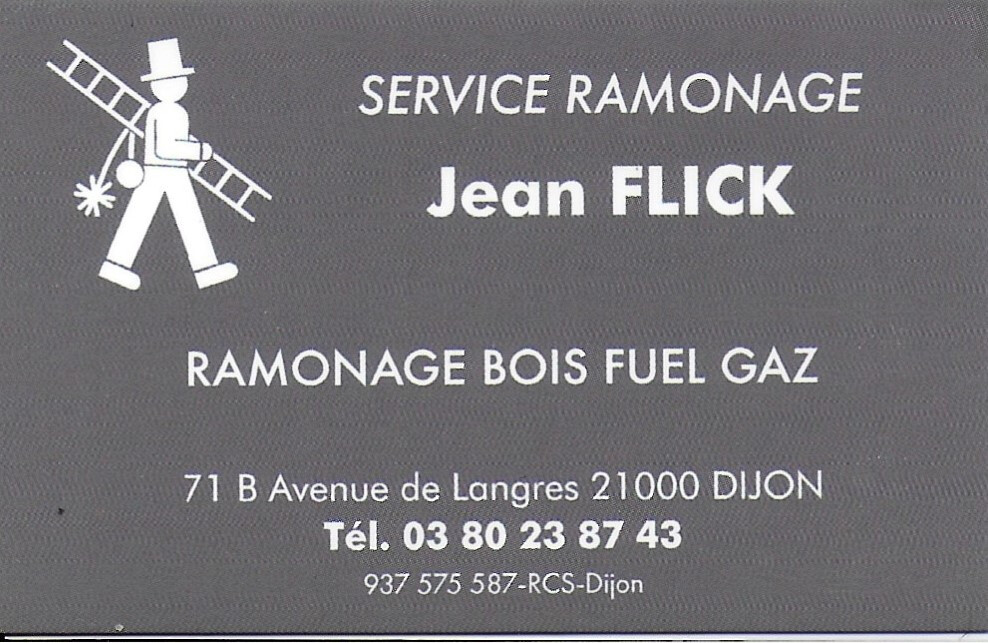 SERVICE RAMONAGE
Jean FLICK
RAMONAGE BOIS FUEL GAZ
71 B Avenue de Langres 21000 DIJON
Tél. 03 80 23 87 43
937 575 587-RCS-Dijon